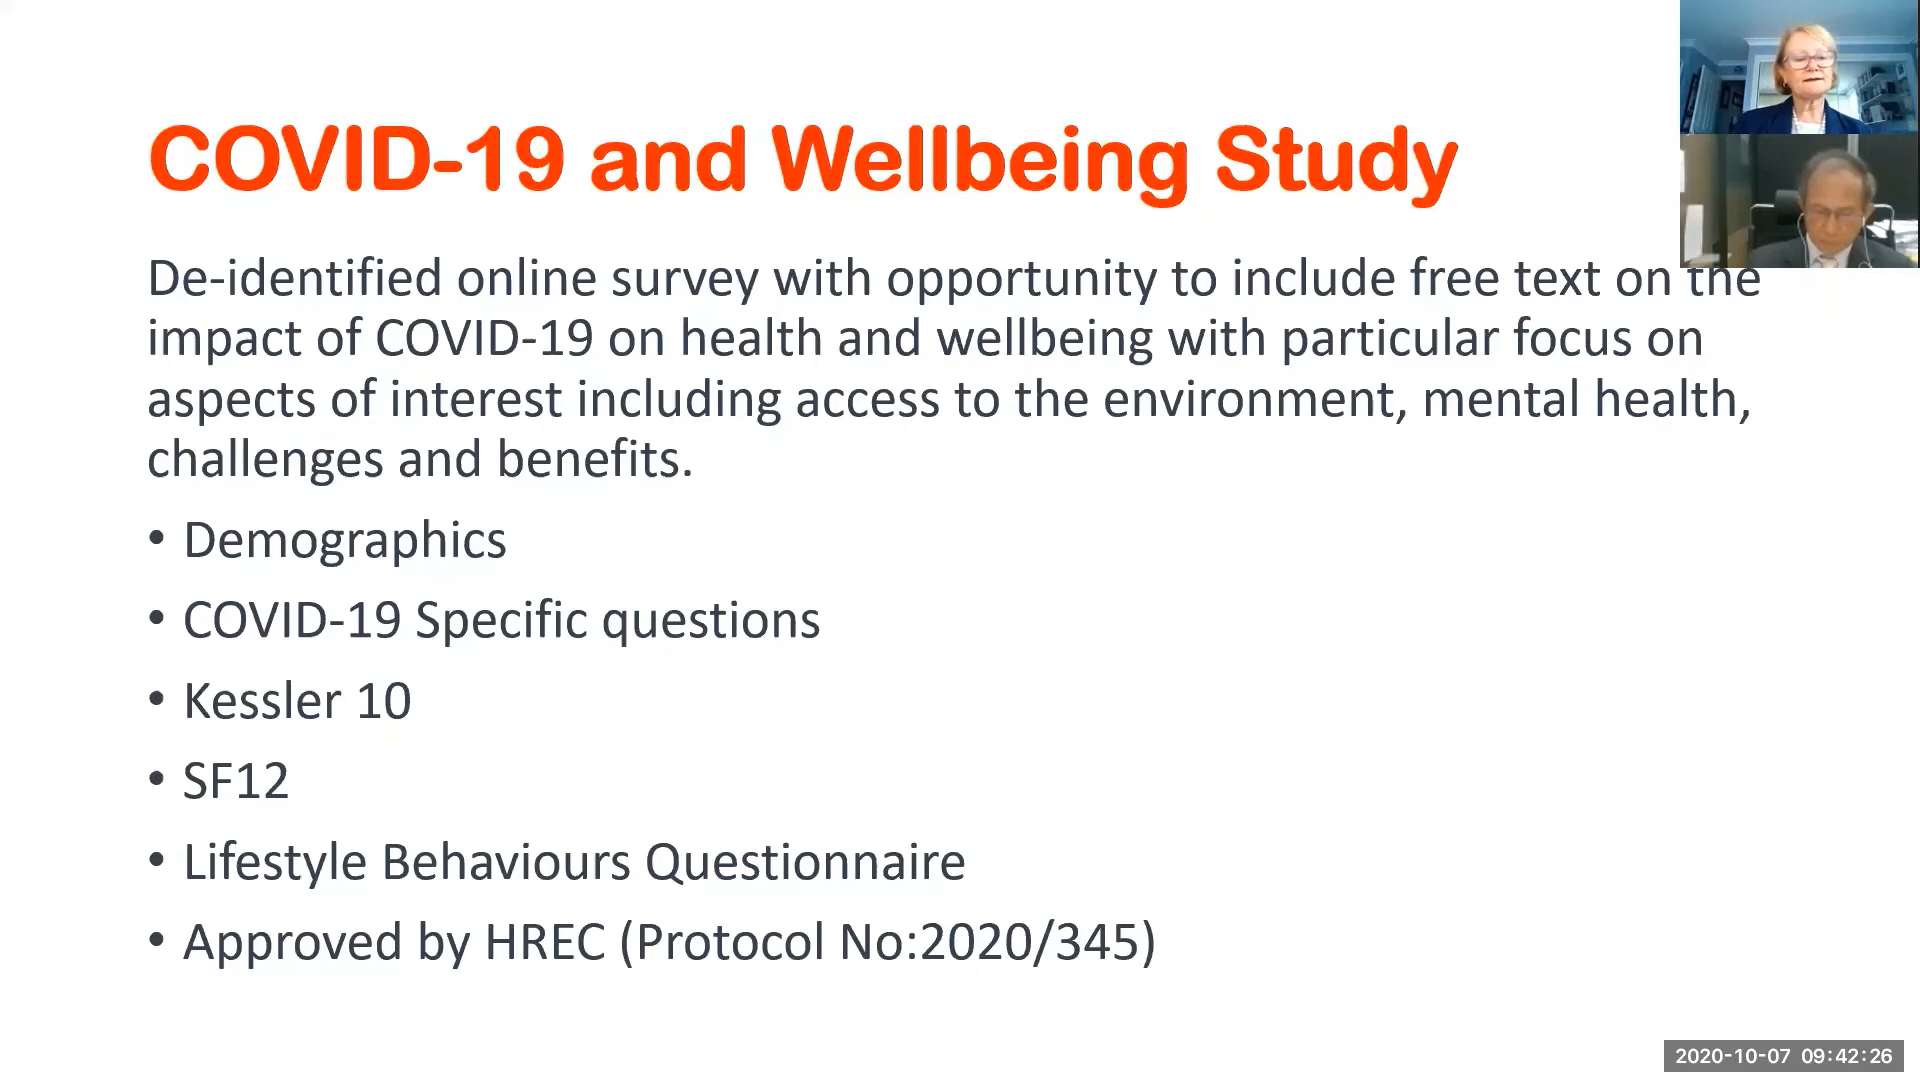 COVID-19 and Wellbeing Study
De-identified online survey with opportunity to include free text on the
impact of COVID-19 on health and wellbeing with particular focus on
aspects of interest including access to the environment, mental health,
challenges and benefits.
• Demographics
• COVID-19 Specific questions
• Kessler 10
• SF12
• Lifestyle Behaviours Questionnaire
• Approved by HREC (Protocol No:2020/345)
2020-10-07 09:42:26